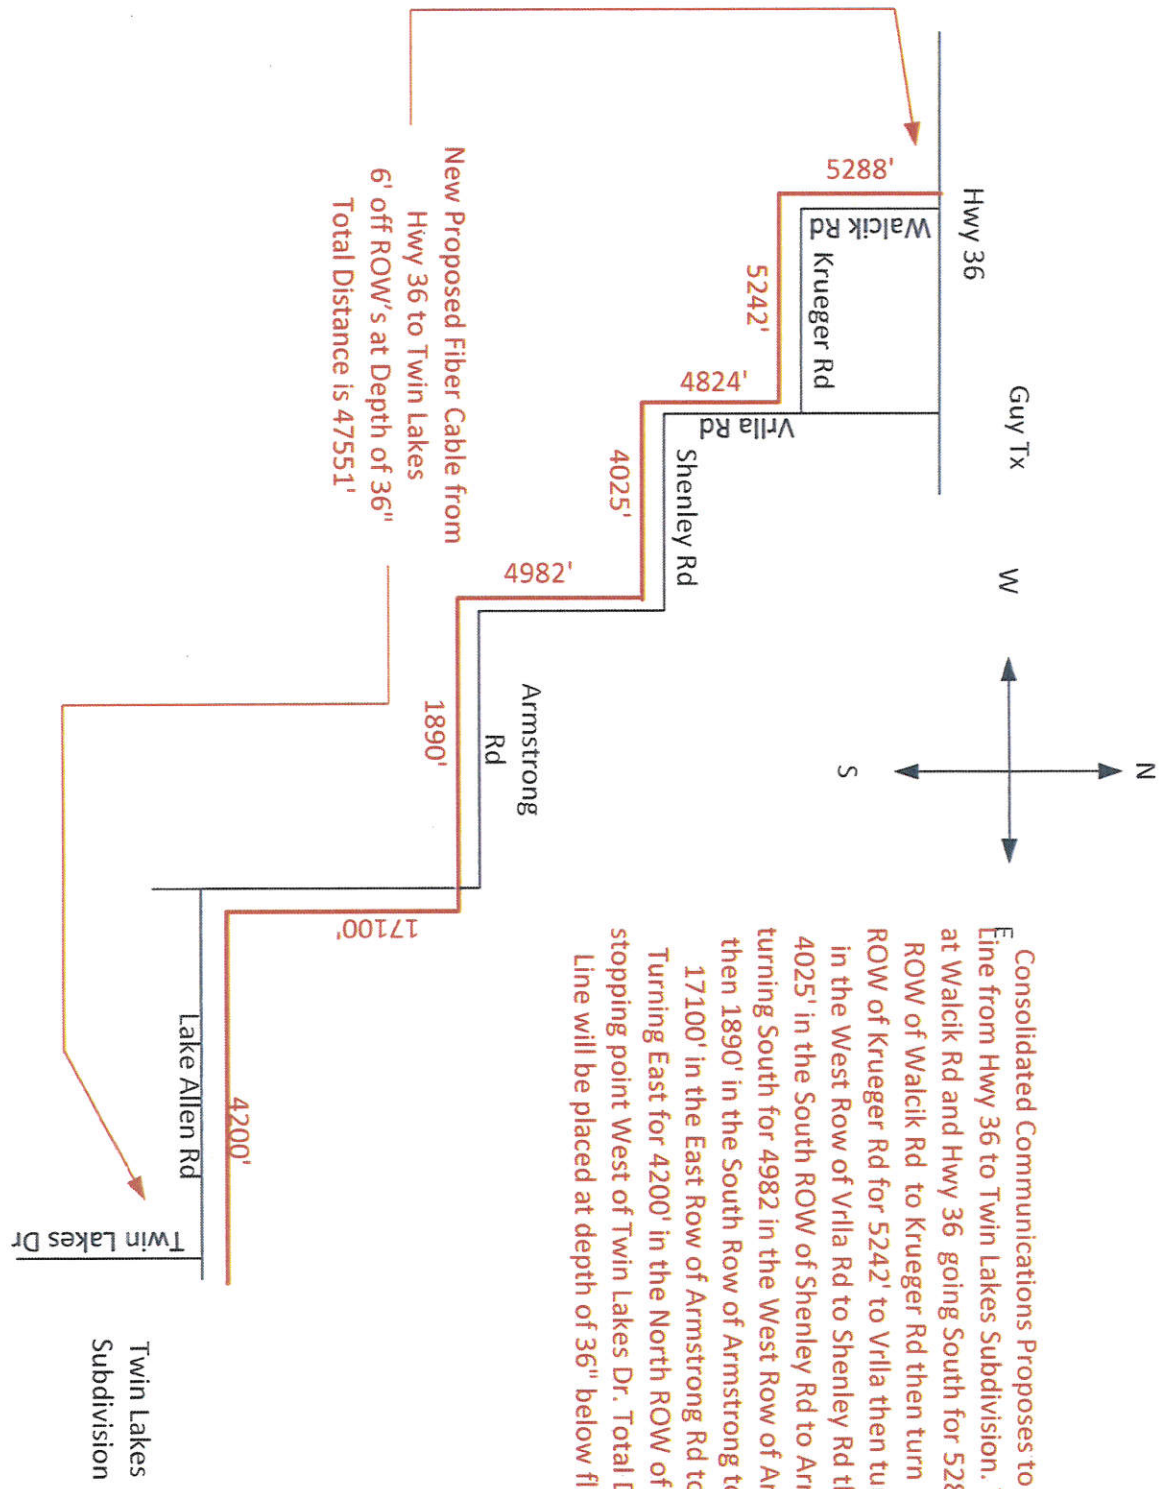 Hwy 36
Guy Tx
5288'
Walcik Rd
Krueger Rd
5242'
4824'
Vrlla Rd
Shenley Rd
4025'
4982'
Armstrong
Rd
1890'
17100'
Lake Allen Rd
4200'
Twin Lakes Dr
Twin Lakes
Subdivision
N
W
S
E
New Proposed Fiber Cable from
Hwy 36 to Twin Lakes
6' off ROW's at Depth of 36"
Total Distance is 47551'
Consolidated Communications Proposes to
Line from Hwy 36 to Twin Lakes Subdivision.
at Walcik Rd and Hwy 36 going South for 528
ROW of Walcik Rd to Krueger Rd then turn
ROW of Krueger Rd for 5242' to Vrlla then tu
in the West Row of Vrlla Rd to Shenley Rd th
4025' in the South ROW of Shenley Rd to Arr
turning South for 4982 in the West Row of Ar
then 1890' in the South Row of Armstrong to
17100' in the East Row of Armstrong Rd to
Turning East for 4200' in the North ROW of
stopping point West of Twin Lakes Dr. Total D
Line will be placed at depth of 36" below fl